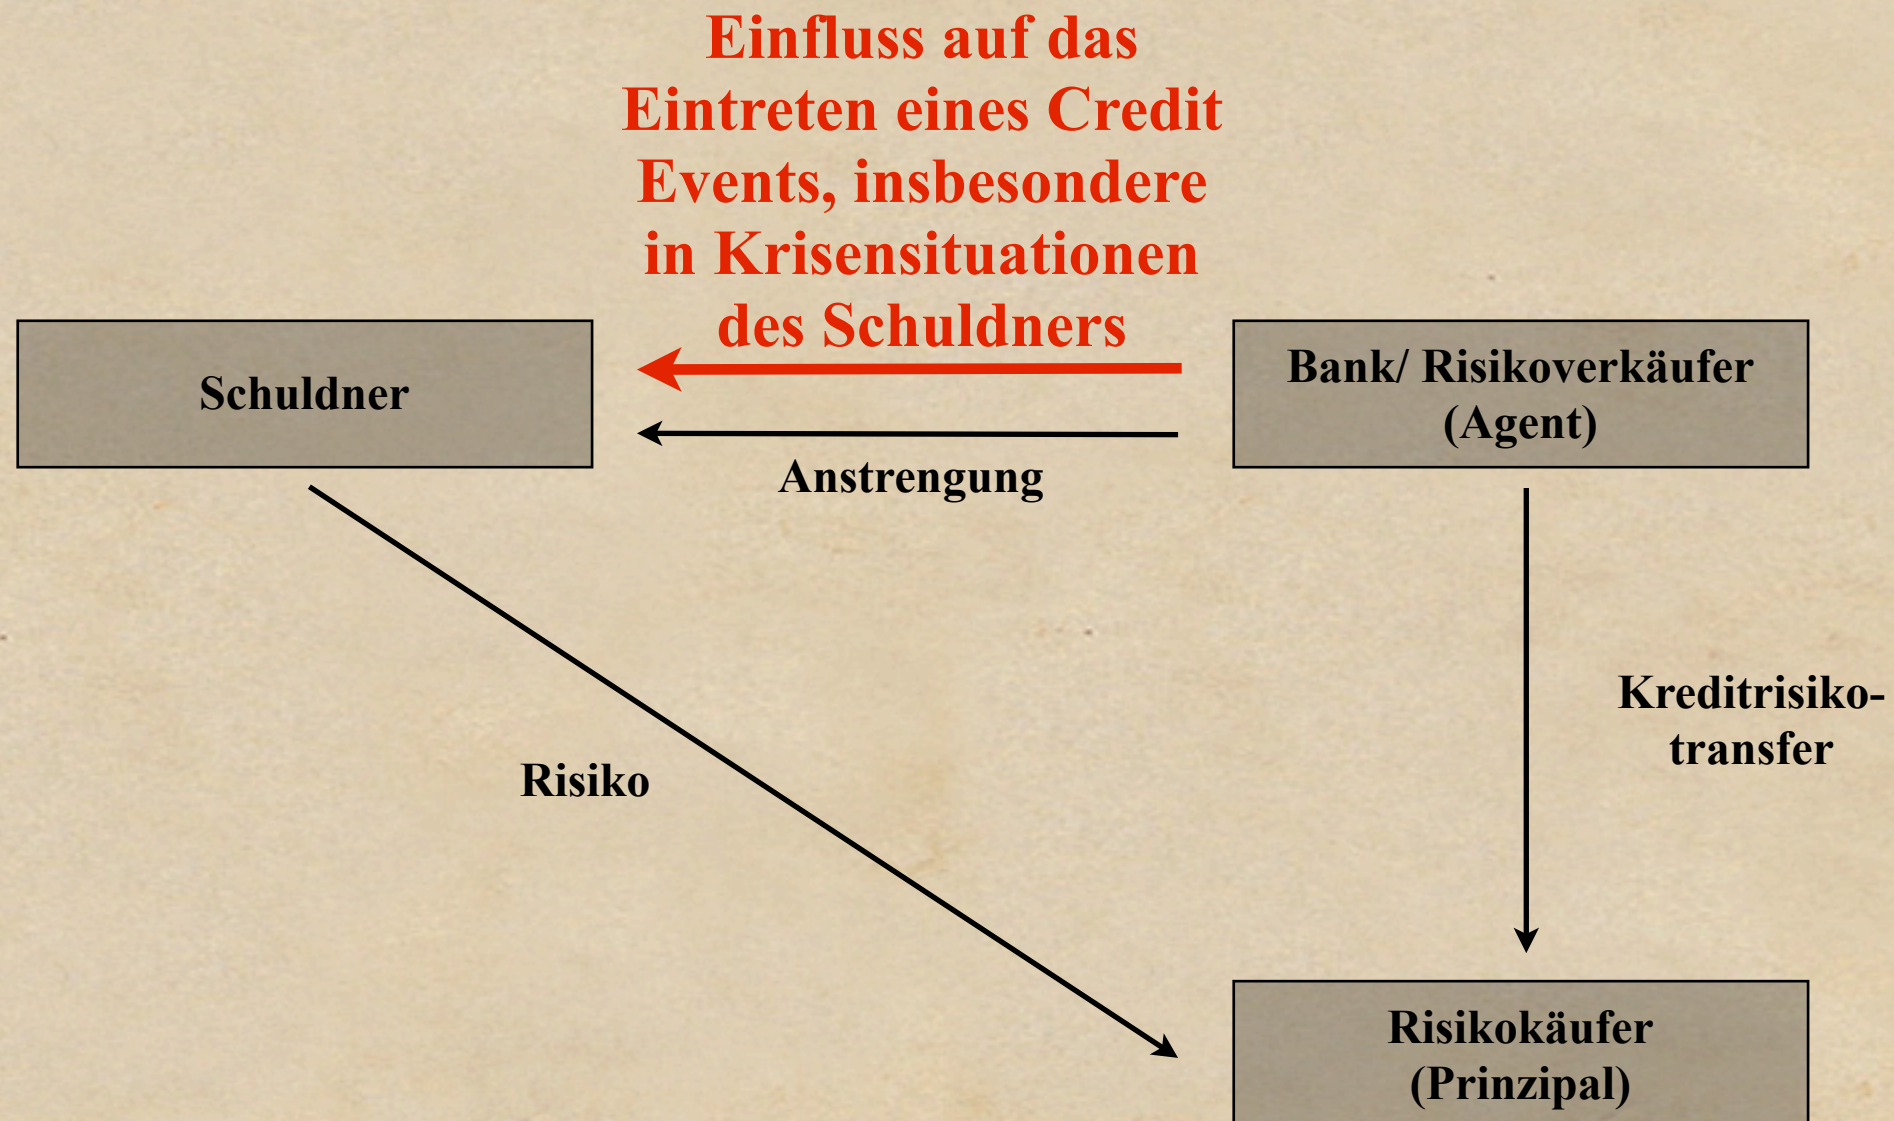 Einfluss auf das
Eintreten eines Credit
Events, insbesondere
in Krisensituationen
des Schuldners
Schuldner
Bank/ Risikoverkäufer
(Agent)
Anstrengung
Kreditrisiko-
transfer
Risiko
Risikokäufer
(Prinzipal)